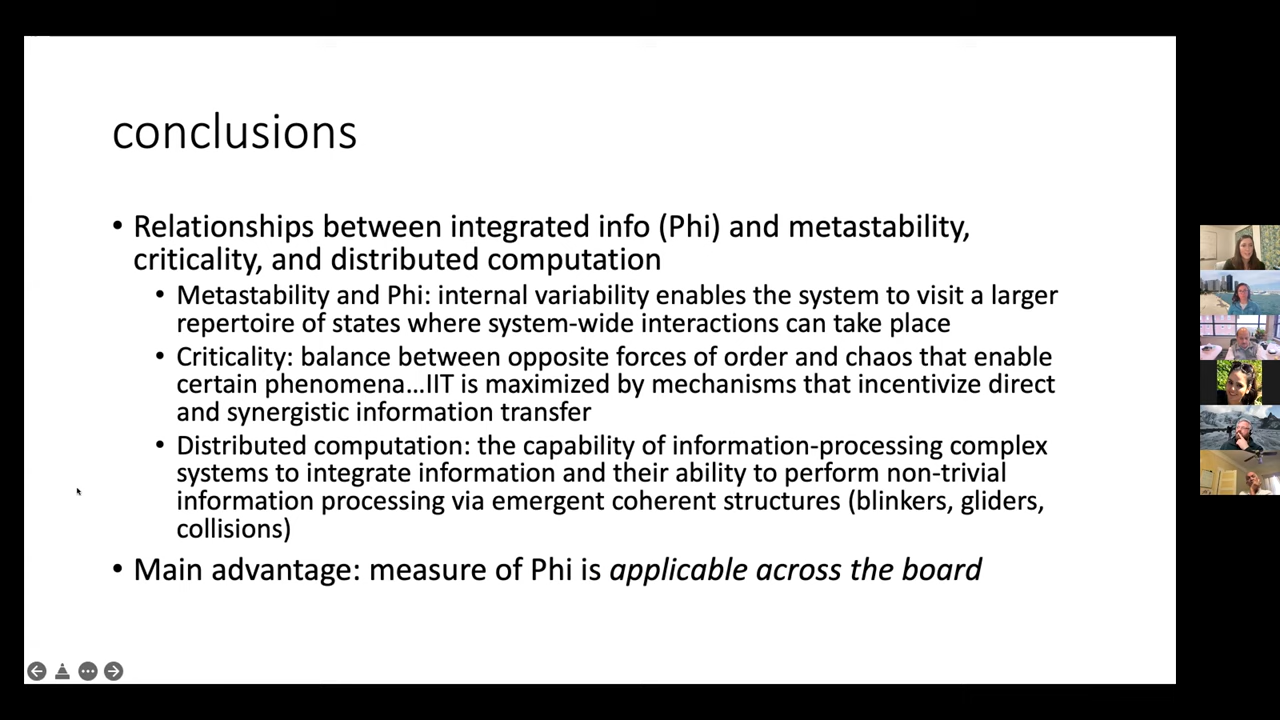 conclusions
• Relationships between integrated info (Phi) and metastability,
criticality, and distributed computation
• Metastability and Phi: internal variability enables the system to visit a larger
repertoire of states where system-wide interactions can take place
• Criticality: balance between opposite forces of order and chaos that enable
certain phenomena...IIT is maximized by mechanisms that incentivize direct
and synergistic information transfer
• Distributed computation: the capability of information-processing complex
systems to integrate information and their ability to perform non-trivial
information processing via emergent coherent structures (blinkers, gliders,
collisions)
• Main advantage: measure of Phi is applicable across the board